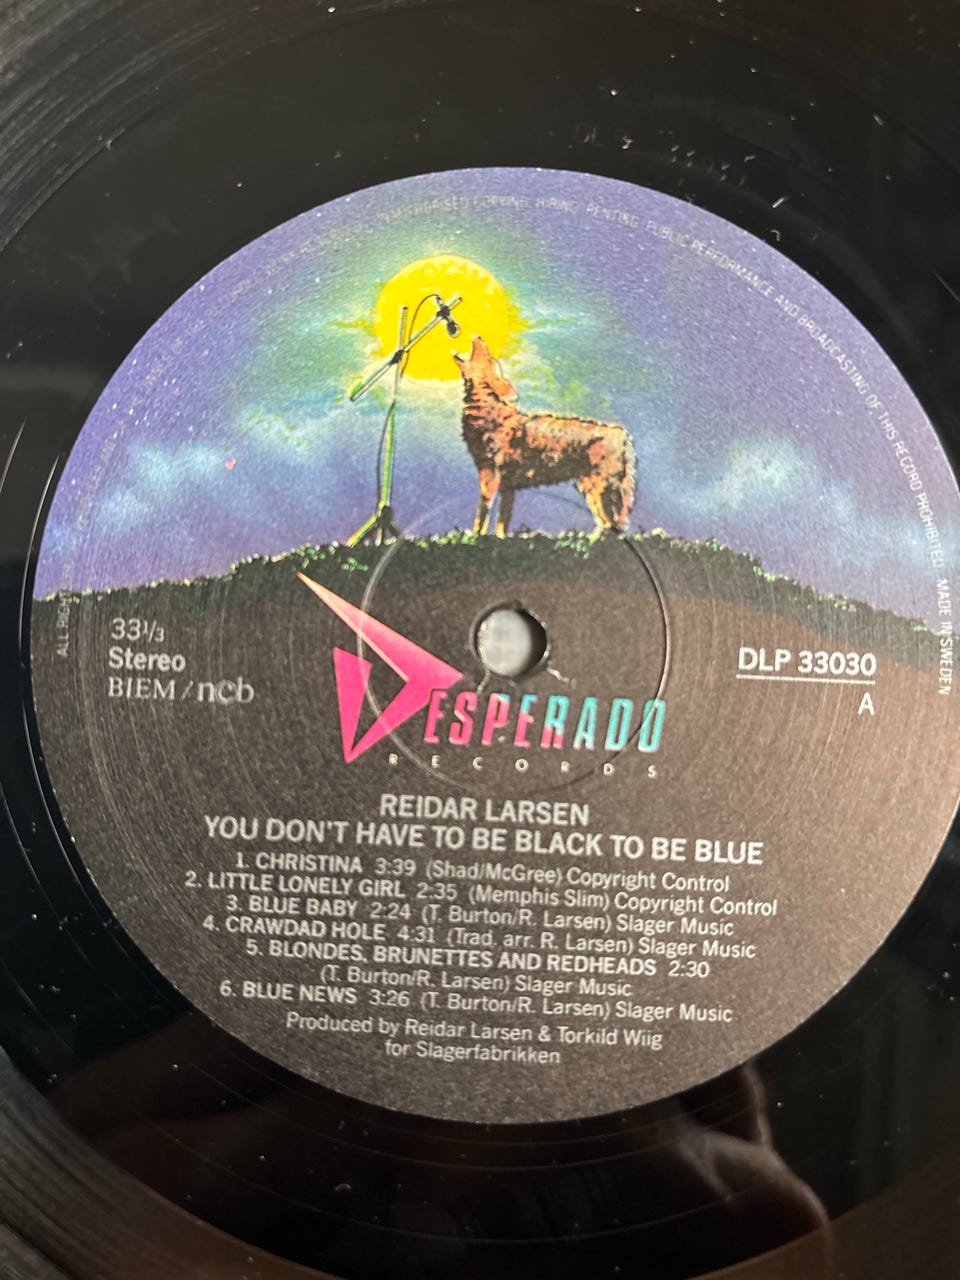 UNAUTHORISED COPYING, HIRING, RENTING, PUBLIC PERFORMANCE AND BROADCASTING OF THIS RECORD PROHIBITED. MADE IN SWEDEN
33⅓
Stereo
BIEM/ncb
DLP 33030
A
DESPERADO
RECORDS
REIDAR LARSEN
YOU DON'T HAVE TO BE BLACK TO BE BLUE
1. CHRISTINA 3:39 (Shad/McGree) Copyright Control
2. LITTLE LONELY GIRL 2:35 (Memphis Slim) Copyright Control
3. BLUE BABY 2:24 (T. Burton/R. Larsen) Slager Music
4. CRAWDAD HOLE 4:31 (Trad. arr. R. Larsen) Slager Music
5. BLONDES, BRUNETTES AND REDHEADS 2:30
(T. Burton/R. Larsen) Slager Music
6. BLUE NEWS 3:26 (T. Burton/R. Larsen) Slager Music
Produced by Reidar Larsen & Torkild Wiig
for Slagerfabrikken